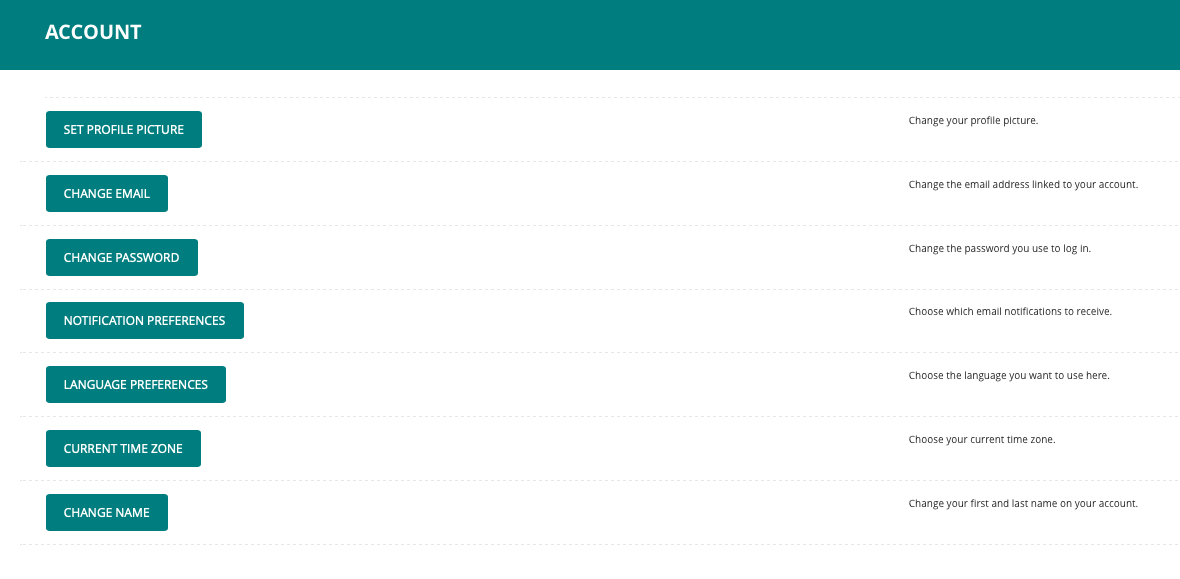 ACCOUNT
SET PROFILE PICTURE
Change your profile picture.
CHANGE EMAIL
Change the email address linked to your account.
CHANGE PASSWORD
Change the password you use to log in.
NOTIFICATION PREFERENCES
Choose which email notifications to receive.
LANGUAGE PREFERENCES
Choose the language you want to use here.
CURRENT TIME ZONE
Choose your current time zone.
CHANGE NAME
Change your first and last name on your account.